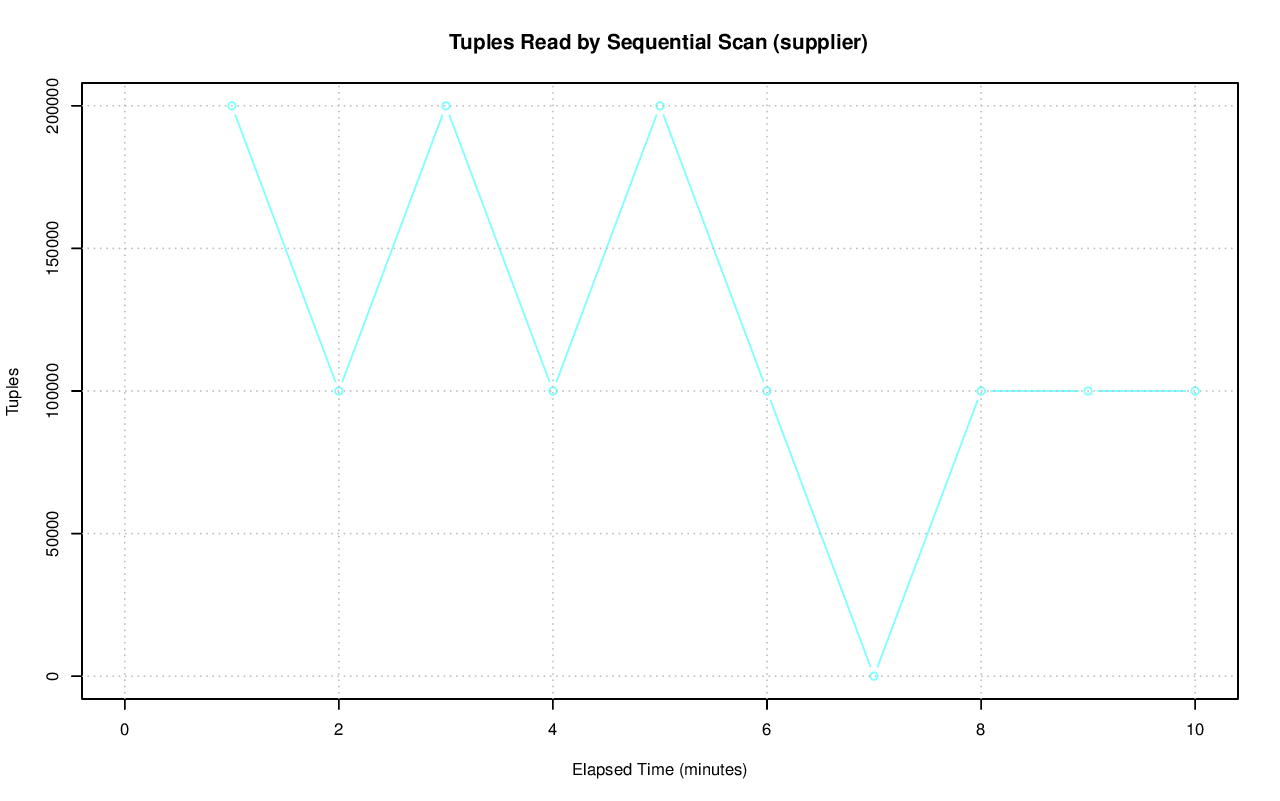 Tuples Read by Sequential Scan (supplier)
Tuples
200000
150000
100000
50000
0
0 2 4 6 8 10
Elapsed Time (minutes)